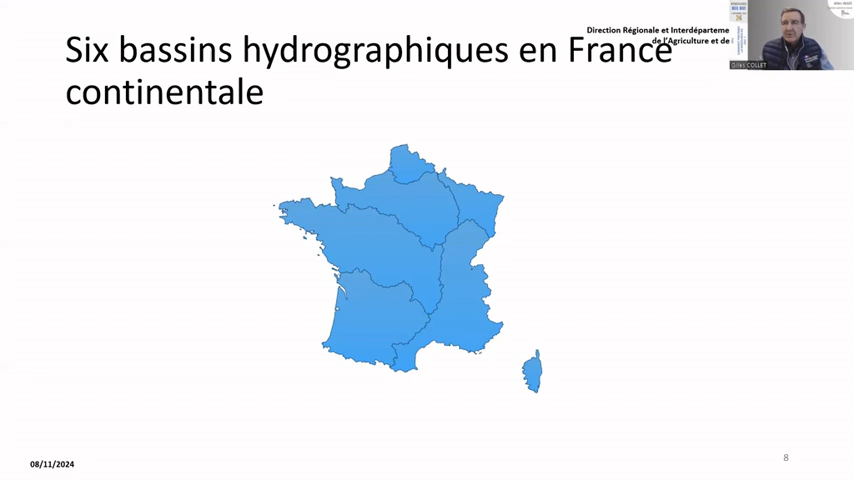 Direction Régionale et Interdéparteme
de l'Agriculture et de
Six bassins hydrographiques en France
continentale
Gilles COLLET
08/11/2024
8